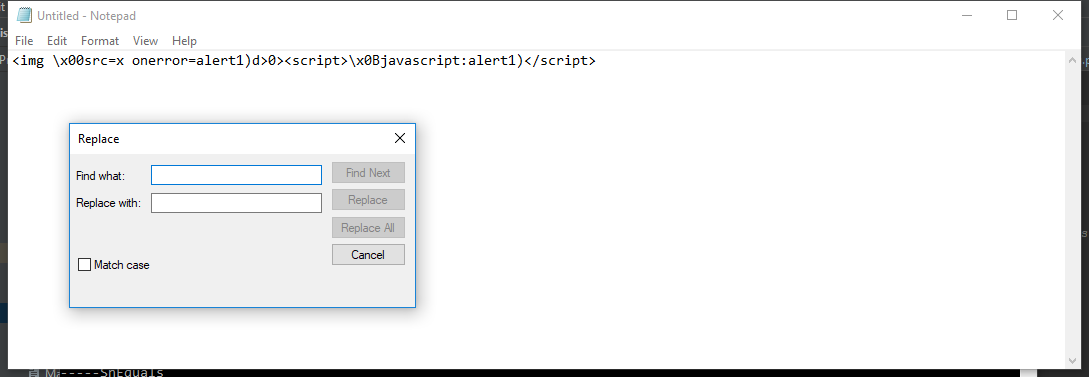 Untitled - Notepad
File Edit Format View Help
<img \x00src=x onerror=alert1)d>0><script>\x0Bjavascript:alert1)</script>
Replace
Find what:
Find Next
Replace with:
Replace
Replace All
Cancel
Match case
-----ShEquals